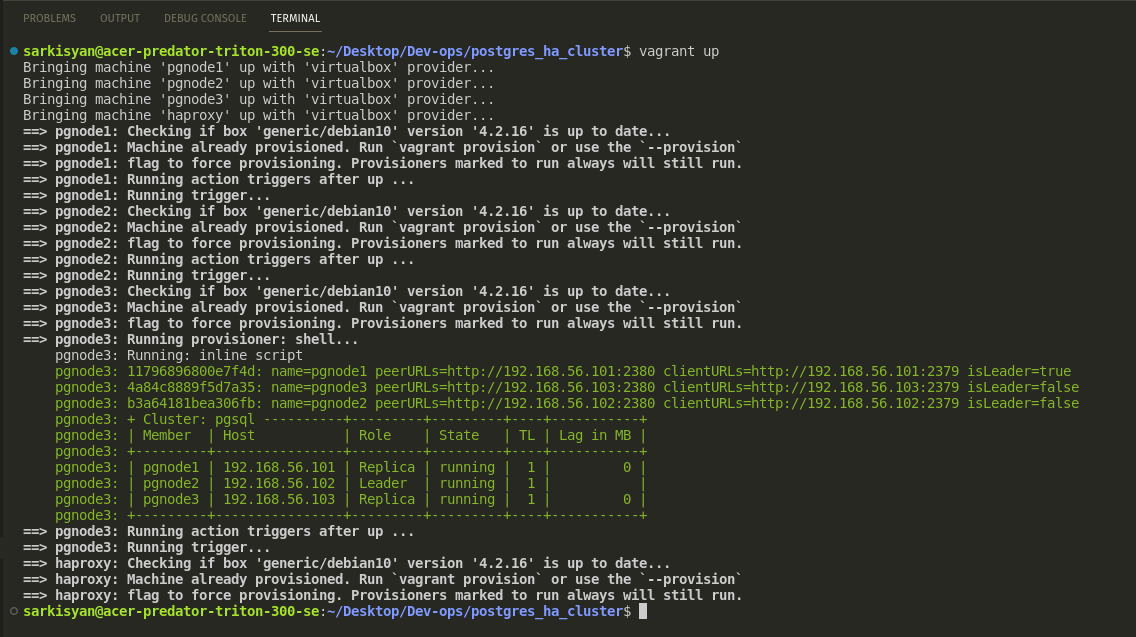 PROBLEMS OUTPUT DEBUG CONSOLE TERMINAL
sarkisyan@acer-predator-triton-300-se:~/Desktop/Dev-ops/postgres_ha_cluster$ vagrant up
Bringing machine 'pgnode1' up with 'virtualbox' provider...
Bringing machine 'pgnode2' up with 'virtualbox' provider...
Bringing machine 'pgnode3' up with 'virtualbox' provider...
Bringing machine 'haproxy' up with 'virtualbox' provider...
==> pgnode1: Checking if box 'generic/debian10' version '4.2.16' is up to date...
==> pgnode1: Machine already provisioned. Run `vagrant provision` or use the `--provision`
==> pgnode1: flag to force provisioning. Provisioners marked to run always will still run.
==> pgnode1: Running action triggers after up ...
==> pgnode1: Running trigger...
==> pgnode2: Checking if box 'generic/debian10' version '4.2.16' is up to date...
==> pgnode2: Machine already provisioned. Run `vagrant provision` or use the `--provision`
==> pgnode2: flag to force provisioning. Provisioners marked to run always will still run.
==> pgnode2: Running action triggers after up ...
==> pgnode2: Running trigger...
==> pgnode3: Checking if box 'generic/debian10' version '4.2.16' is up to date...
==> pgnode3: Machine already provisioned. Run `vagrant provision` or use the `--provision`
==> pgnode3: flag to force provisioning. Provisioners marked to run always will still run.
==> pgnode3: Running provisioner: shell...
    pgnode3: Running: inline script
    pgnode3: 11796896800e7f4d: name=pgnode1 peerURLs=http://192.168.56.101:2380 clientURLs=http://192.168.56.101:2379 isLeader=true
    pgnode3: 4a84c8889f5d7a35: name=pgnode3 peerURLs=http://192.168.56.103:2380 clientURLs=http://192.168.56.103:2379 isLeader=false
    pgnode3: b3a64181bea306fb: name=pgnode2 peerURLs=http://192.168.56.102:2380 clientURLs=http://192.168.56.102:2379 isLeader=false
    pgnode3: + Cluster: pgsql ----------+---------+---------+----+-----------+
    pgnode3: | Member  | Host           | Role    | State   | TL | Lag in MB |
    pgnode3: +---------+----------------+---------+---------+----+-----------+
    pgnode3: | pgnode1 | 192.168.56.101 | Replica | running |  1 |         0 |
    pgnode3: | pgnode2 | 192.168.56.102 | Leader  | running |  1 |           |
    pgnode3: | pgnode3 | 192.168.56.103 | Replica | running |  1 |         0 |
    pgnode3: +---------+----------------+---------+---------+----+-----------+
==> pgnode3: Running action triggers after up ...
==> pgnode3: Running trigger...
==> haproxy: Checking if box 'generic/debian10' version '4.2.16' is up to date...
==> haproxy: Machine already provisioned. Run `vagrant provision` or use the `--provision`
==> haproxy: flag to force provisioning. Provisioners marked to run always will still run.
sarkisyan@acer-predator-triton-300-se:~/Desktop/Dev-ops/postgres_ha_cluster$